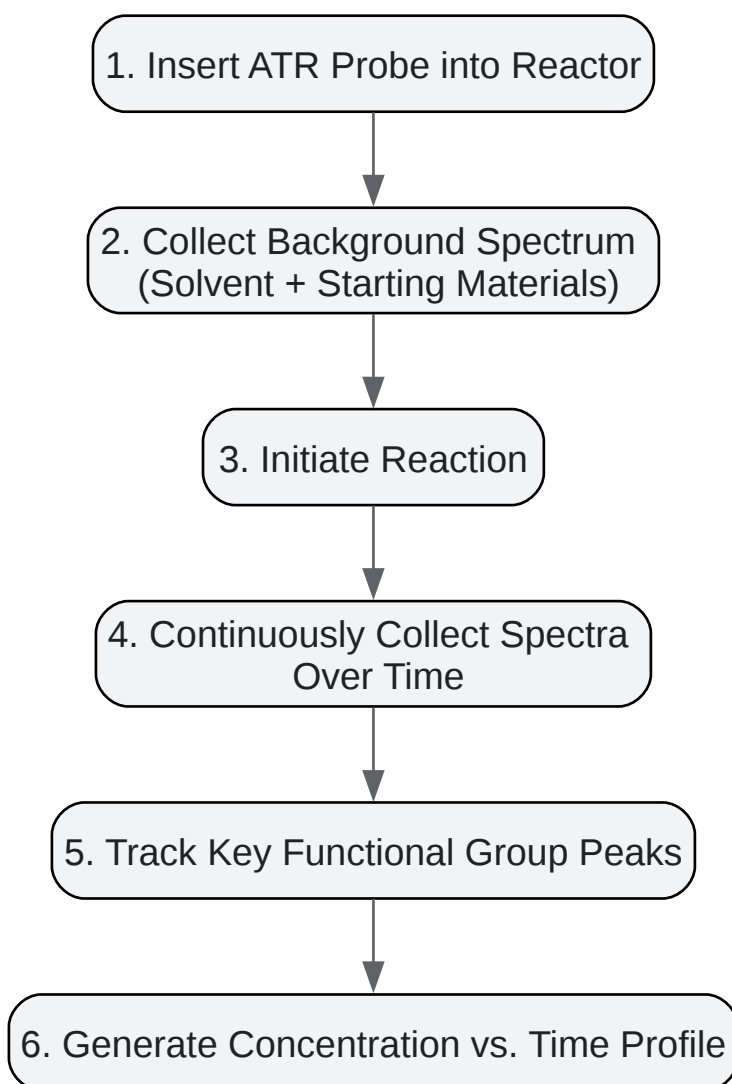 1. Insert ATR Probe into Reactor
2. Collect Background Spectrum
(Solvent + Starting Materials)
3. Initiate Reaction
4. Continuously Collect Spectra
Over Time
5. Track Key Functional Group Peaks
6. Generate Concentration vs. Time Profile